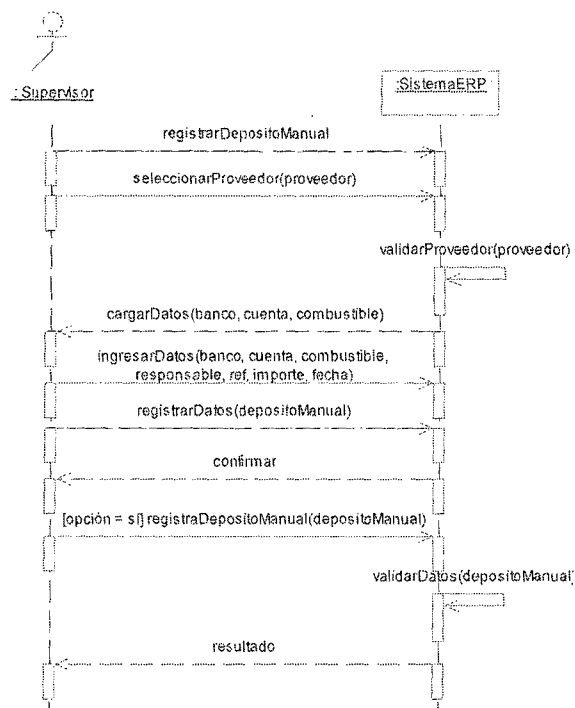 : Supervisor
:SistemaERP
registrarDepositoManual
seleccionarProveedor(proveedor)
validarProveedor(proveedor)
cargarDatos(banco, cuenta, combustible)
ingresarDatos(banco, cuenta, combustible,
responsable, ref, importe, fecha)
registrarDatos(depositoManual)
confirmar
[opción = sí] registraDepositoManual(depositoManual)
validarDatos(depositoManual)
resultado